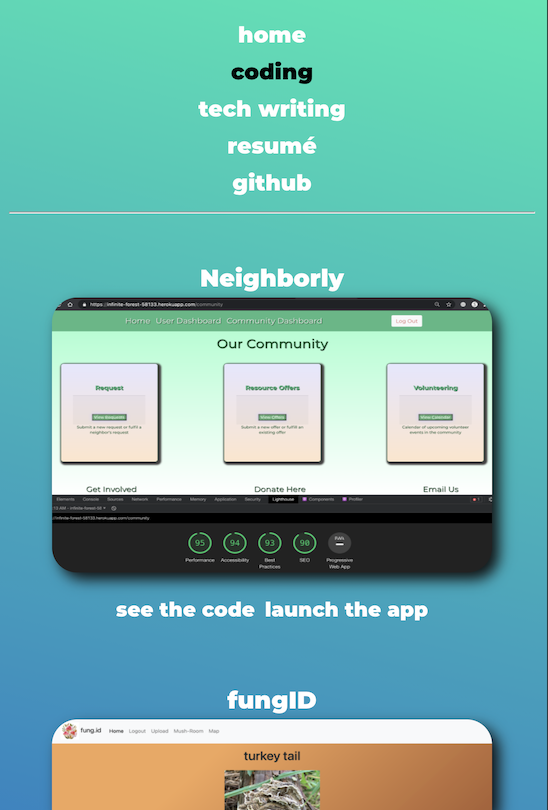 home
coding
tech writing
resumé
github
Neighborly
https://infinite-forest-58133.herokuapp.com/community
Home User Dashboard Community Dashboard Log Out
Our Community
Request Resource Offers Volunteering
View Requests View Offers View Calendar
Submit a new request or fulfil a Submit a new offer or fulfil an Calendar of upcoming volunteer
neighbor's request existing offer events in the community
Get Involved Donate Here Email Us
Elements Console Sources Network Performance Memory Application Security Lighthouse Components Profiler
infinite-forest-58
//infinite-forest-58133.herokuapp.com/community
95 94 93 90 PWA
Performance Accessibility Best Practices SEO Progressive Web App
see the code launch the app
fungID
fung.id Home Logout Upload Mush-Room Map
turkey tail